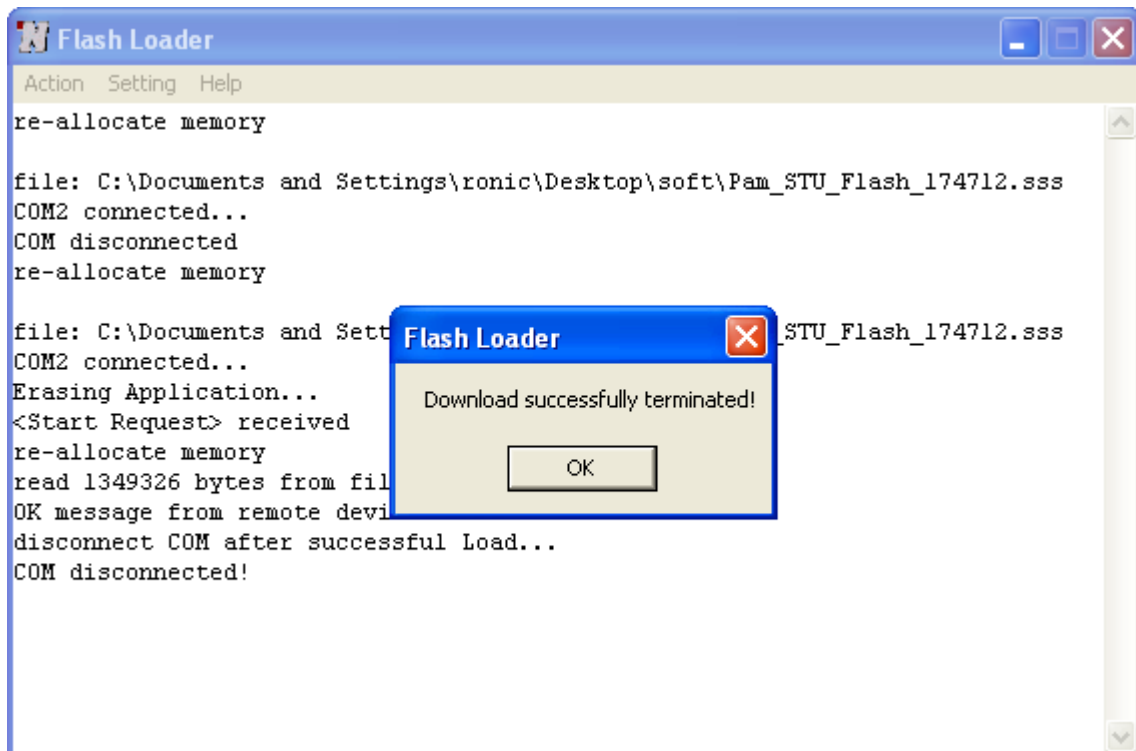 Flash Loader
Action Setting Help
re-allocate memory
file: C:\Documents and Settings\ronic\Desktop\soft\Pam_STU_Flash_174712.sss
COM2 connected...
COM disconnected
re-allocate memory
file: C:\Documents and Sett
_STU_Flash_174712.sss
COM2 connected...
Erasing Application...
<Start Request> received
re-allocate memory
read 1349326 bytes from fil
OK message from remote devi
disconnect COM after successful Load...
COM disconnected!
Flash Loader
Download successfully terminated!
OK